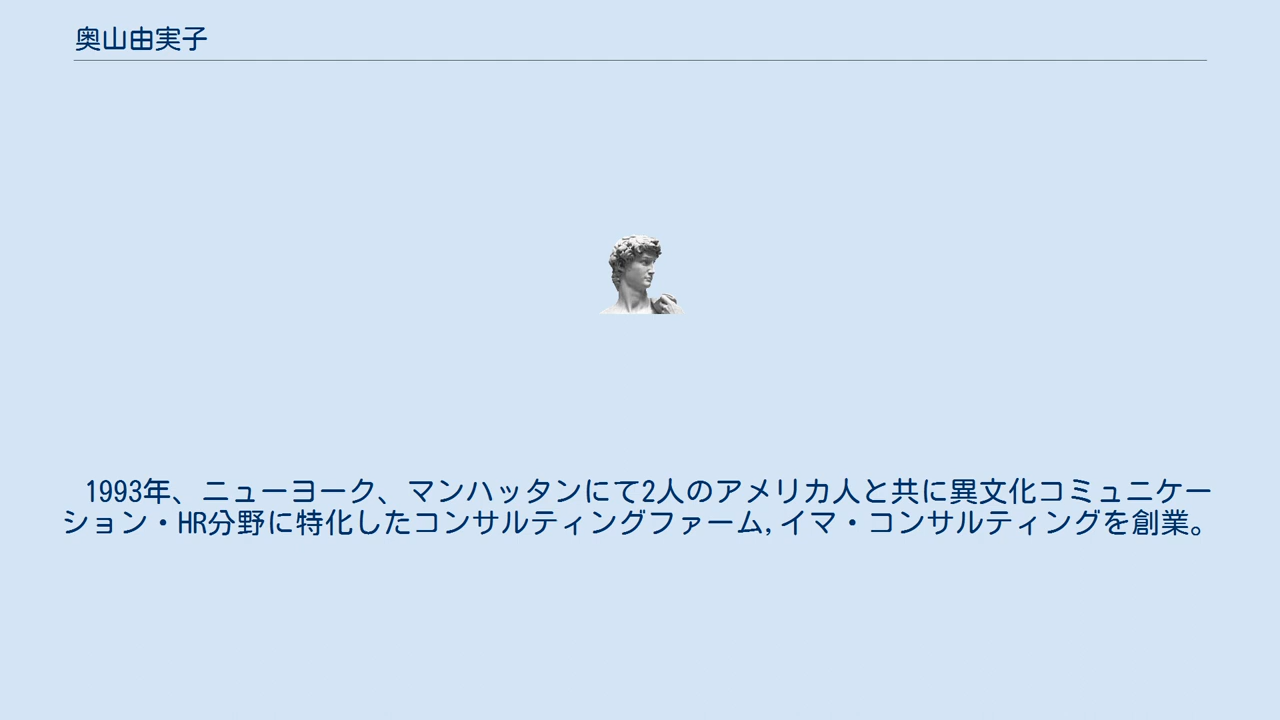 奥山由実子
1993年、ニューヨーク、マンハッタンにて2人のアメリカ人と共に異文化コミュニケー
ション・HR分野に特化したコンサルティングファーム,イマ・コンサルティングを創業。